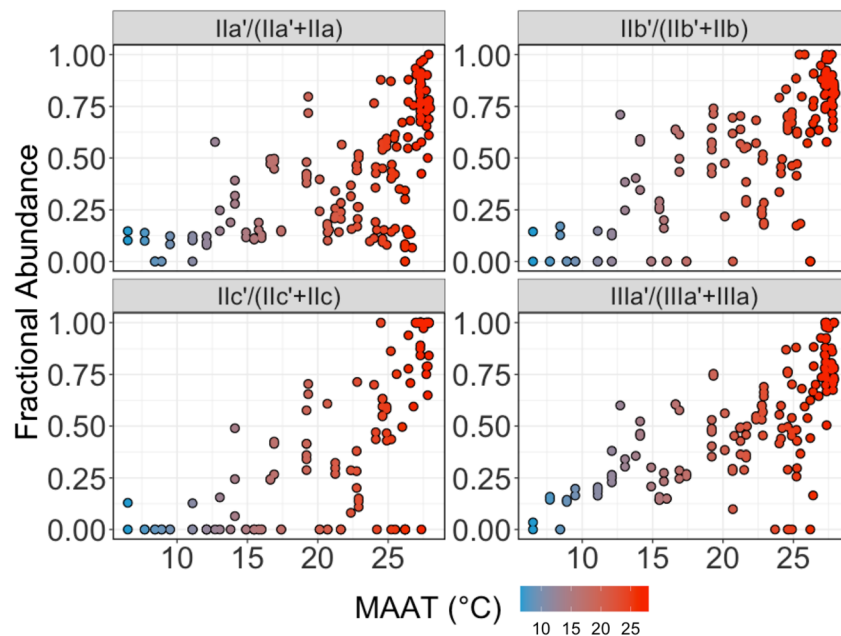 IIa'/(IIa'+IIa) IIb'/(IIb'+IIb)
1.00 1.00
0.75 0.75
0.50 0.50
0.25 0.25
0.00 0.00
IIc'/(IIc'+IIc) IIIa'/(IIIa'+IIIa)
1.00 1.00
0.75 0.75
0.50 0.50
0.25 0.25
0.00 0.00
10 15 20 25 10 15 20 25
Fractional Abundance
MAAT (°C)
10 15 20 25